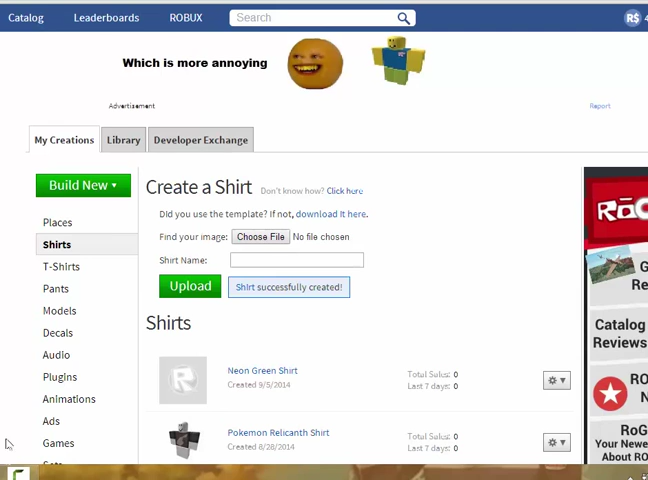 Catalog Leaderboards ROBUX Search R$ 4
Which is more annoying
Advertisement Report
My Creations Library Developer Exchange
Build New
Create a Shirt Don't know how? Click here
Did you use the template? If not, download it here.
Find your image: Choose File No file chosen
Shirt Name:
Upload Shirt successfully created!
Places
Shirts
T-Shirts
Pants
Models
Decals
Audio
Plugins
Animations
Ads
Games
Shirts
Neon Green Shirt
Created 9/5/2014
Total Sales: 0
Last 7 days: 0
Pokemon Relicanth Shirt
Created 8/28/2014
Total Sales: 0
Last 7 days: 0
G
Re
Catalog
Reviews
RO
N
RoG
Your Newe
About RO